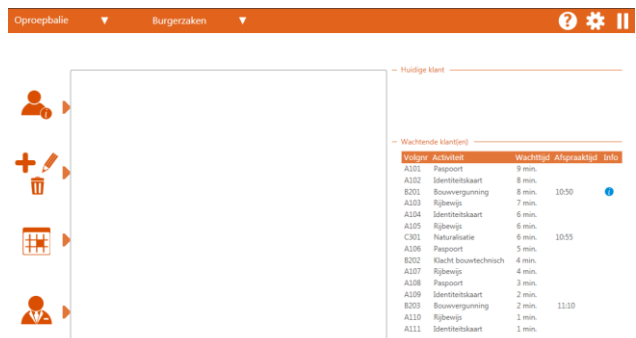 Oproepbalie ▼ Burgerzaken ▼ ?
Huidige klant
Wachtende klant(en)
Volgnr Activiteit Wachttijd Afspraaktijd Info
A101 Paspoort 9 min.
A102 Identiteitskaart 8 min.
B201 Bouwvergunning 8 min. 10:50 i
A103 Rijbewijs 7 min.
A104 Identiteitskaart 6 min.
A105 Rijbewijs 6 min.
C301 Naturalisatie 6 min. 10:55
A106 Paspoort 5 min.
B202 Klacht bouwtechnisch 4 min.
A107 Rijbewijs 4 min.
A108 Paspoort 3 min.
A109 Identiteitskaart 2 min.
B203 Bouwvergunning 2 min. 11:10
A110 Rijbewijs 1 min.
A111 Identiteitskaart 1 min.